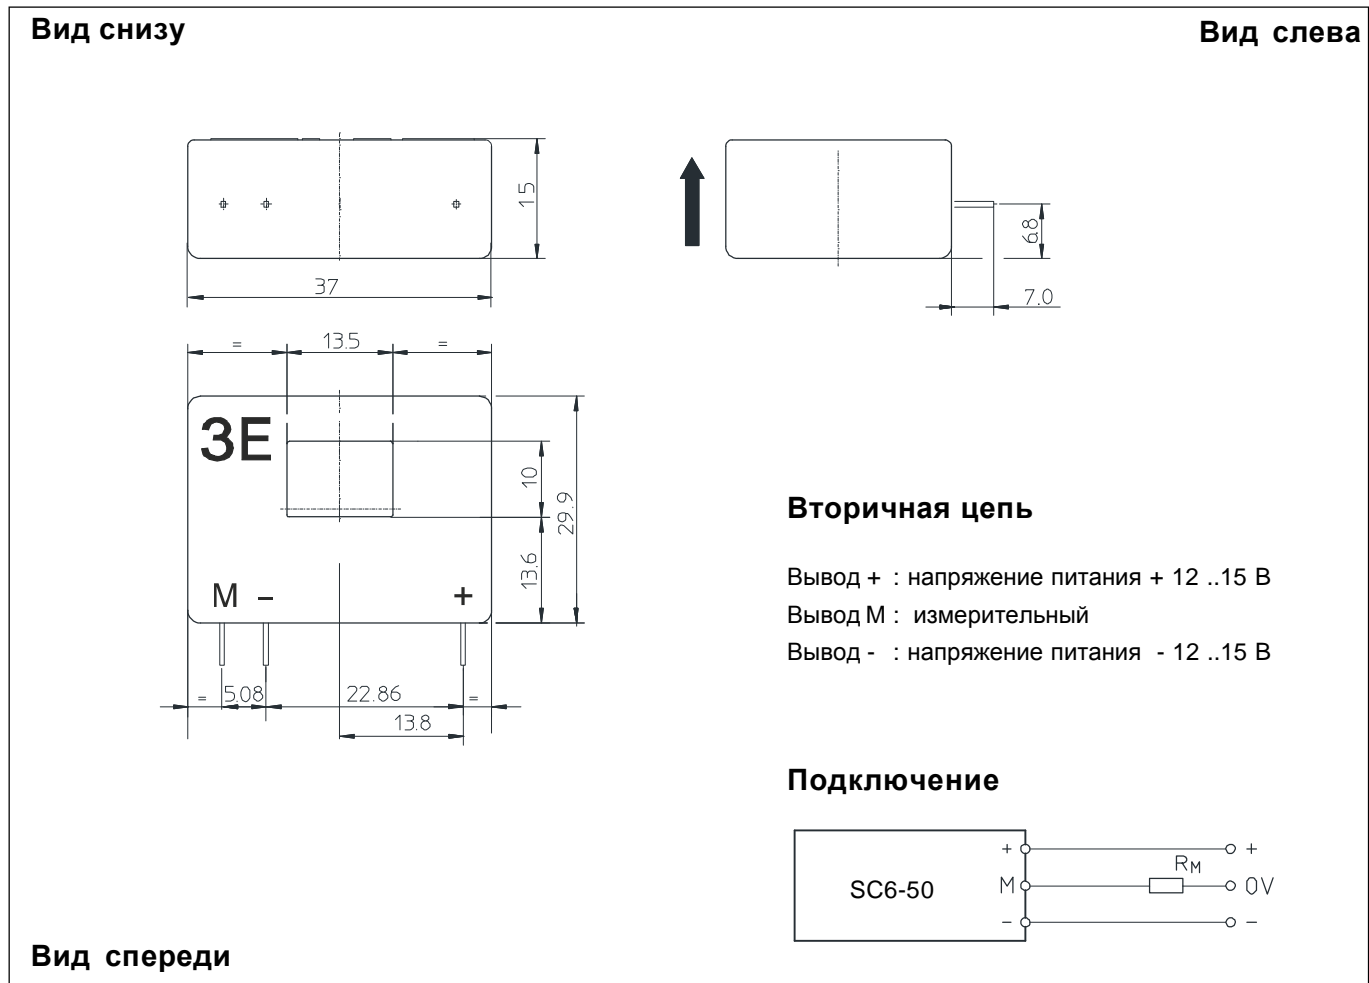 Вид снизу
Вид слева
15
37
6.8
7.0
= 13.5 =
ЗЕ
10
29.9
13.6
M - +
= 5.08 22.86 =
13.8
Вторичная цепь
Вывод + : напряжение питания + 12 ..15 В
Вывод М : измерительный
Вывод - : напряжение питания - 12 ..15 В
Подключение
SC6-50
+ +
M RM 0V
- -
Вид спереди